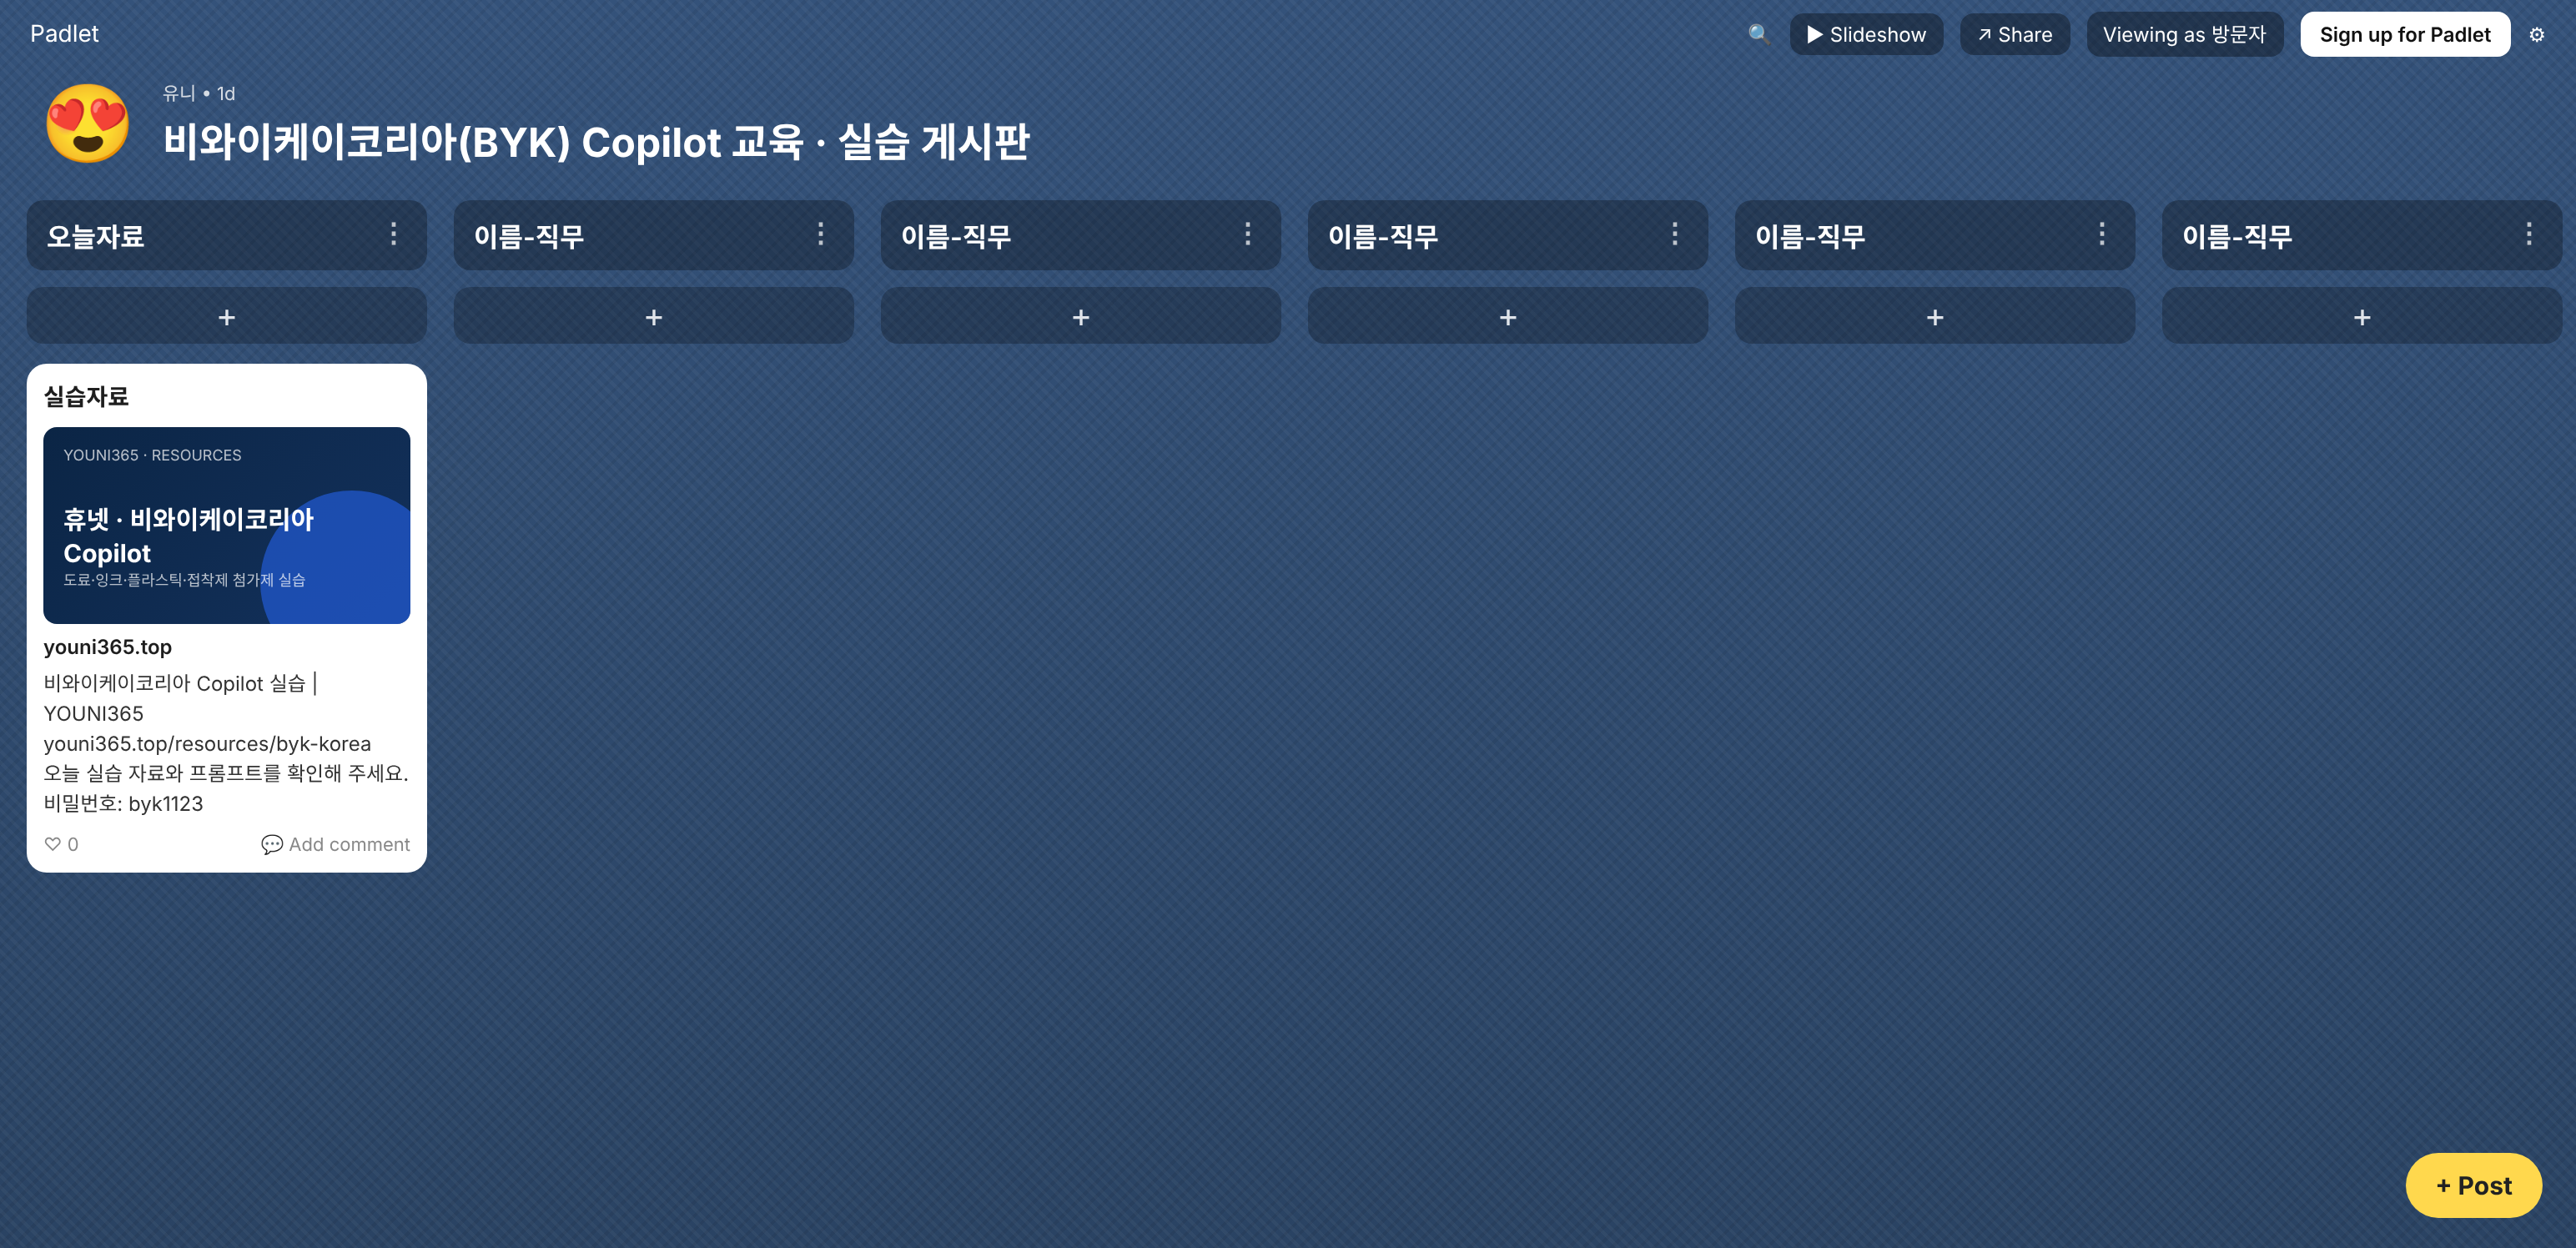 Padlet
Slideshow
Share
Viewing as 방문자
Sign up for Padlet
유니 • 1d
비와이케이코리아(BYK) Copilot 교육 · 실습 게시판
오늘자료
이름-직무
이름-직무
이름-직무
이름-직무
이름-직무
+
+
+
+
+
+
실습자료
YOUNI365 · RESOURCES
휴넷 · 비와이케이코리아
Copilot
도료·잉크·플라스틱·접착제 첨가제 실습
youni365.top
비와이케이코리아 Copilot 실습 |
YOUNI365
youni365.top/resources/byk-korea
오늘 실습 자료와 프롬프트를 확인해 주세요.
비밀번호: byk1123
♡ 0
Add comment
+ Post